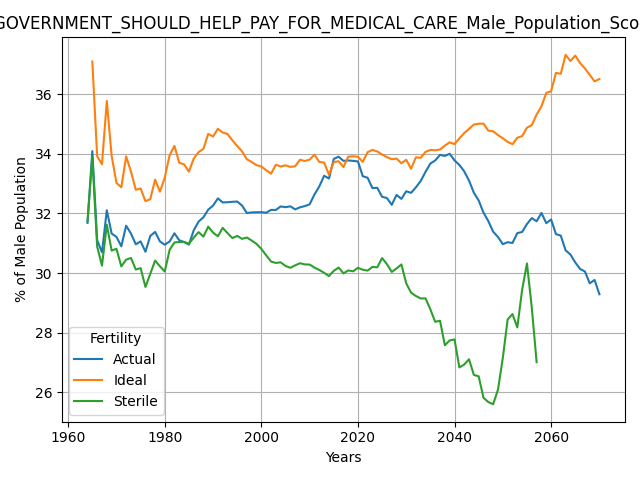 GOVERNMENT_SHOULD_HELP_PAY_FOR_MEDICAL_CARE_Male_Population_Sco
36
34
32
30
28
26
% of Male Population
Fertility
Actual
Ideal
Sterile
1960
1980
2000
2020
2040
2060
Years